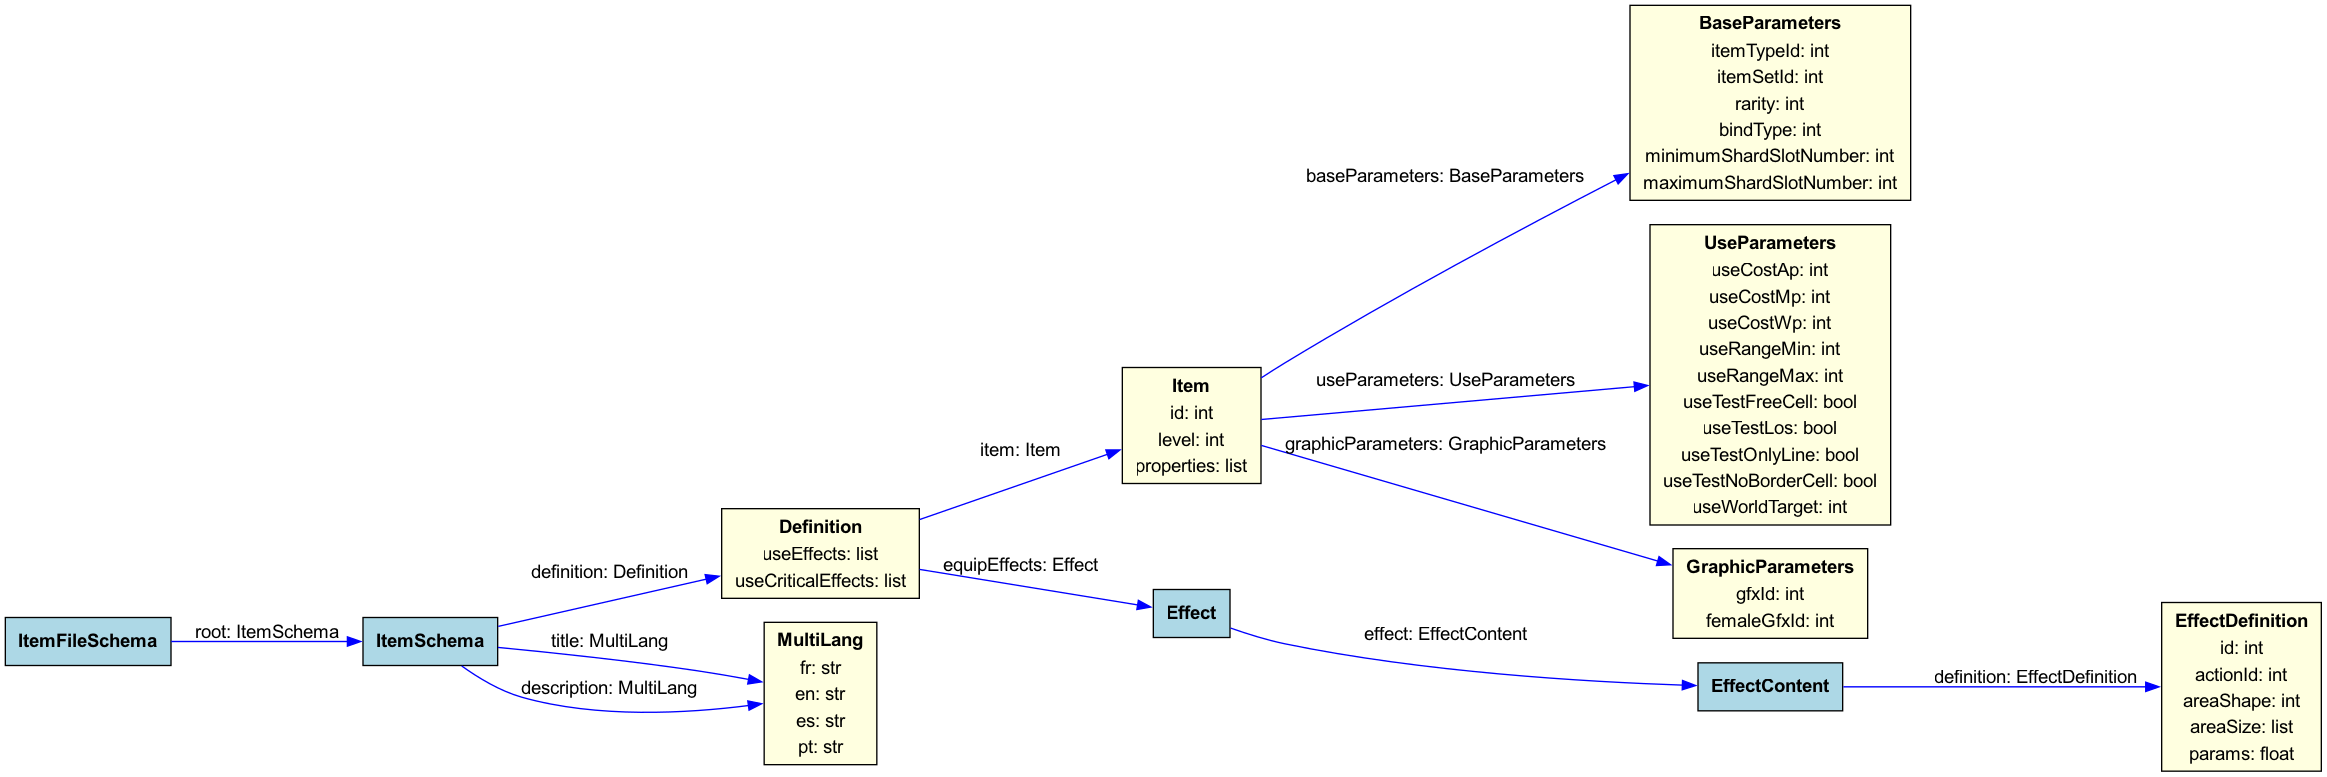 ItemFileSchema
root: ItemSchema
ItemSchema
definition: Definition
title: MultiLang
description: MultiLang
Definition
useEffects: list
useCriticalEffects: list
MultiLang
fr: str
en: str
es: str
pt: str
item: Item
equipEffects: Effect
Item
id: int
level: int
properties: list
Effect
baseParameters: BaseParameters
useParameters: UseParameters
graphicParameters: GraphicParameters
effect: EffectContent
BaseParameters
itemTypeId: int
itemSetId: int
rarity: int
bindType: int
minimumShardSlotNumber: int
maximumShardSlotNumber: int
UseParameters
useCostAp: int
useCostMp: int
useCostWp: int
useRangeMin: int
useRangeMax: int
useTestFreeCell: bool
useTestLos: bool
useTestOnlyLine: bool
useTestNoBorderCell: bool
useWorldTarget: int
GraphicParameters
gfxId: int
femaleGfxId: int
EffectContent
definition: EffectDefinition
EffectDefinition
id: int
actionId: int
areaShape: int
areaSize: list
params: float